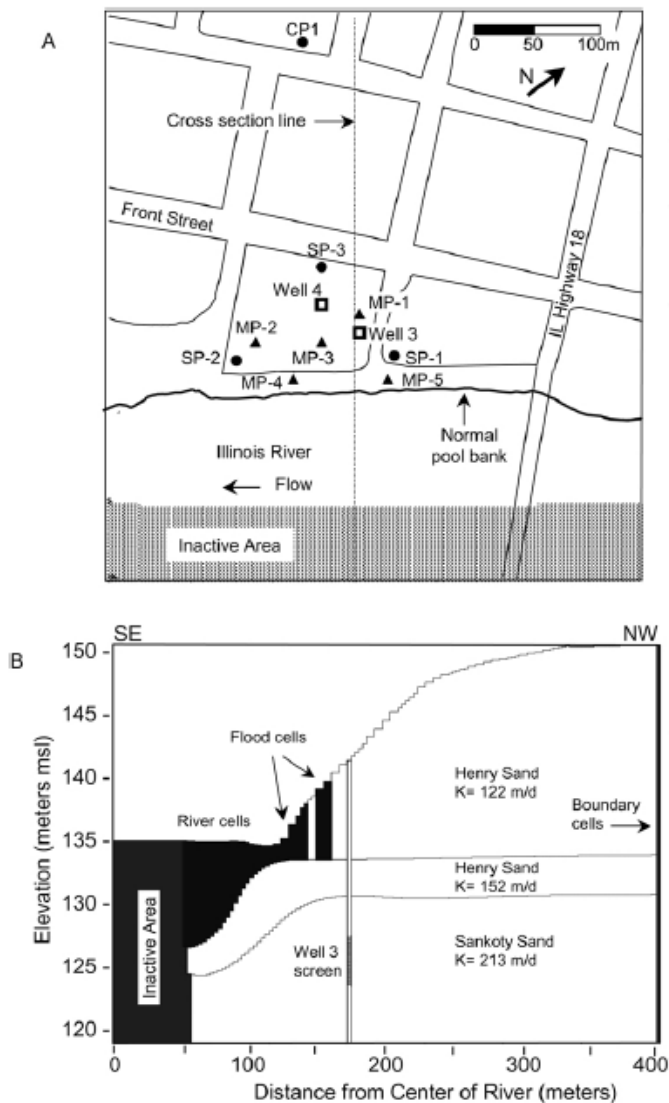 A
CP1
0 50 100m
N
Cross section line
Front Street
IL Highway 18
SP-3
Well 4
MP-1
MP-2
Well 3
SP-2
MP-3
SP-1
MP-4
MP-5
Illinois River
Normal
pool bank
Flow
Inactive Area
B
SE
NW
150
145
140
135
130
125
120
Elevation (meters msl)
Flood cells
River cells
Henry Sand
K= 122 m/d
Boundary
cells
Henry Sand
K= 152 m/d
Sankoty Sand
K= 213 m/d
Well 3
screen
Inactive Area
0 100 200 300 400
Distance from Center of River (meters)